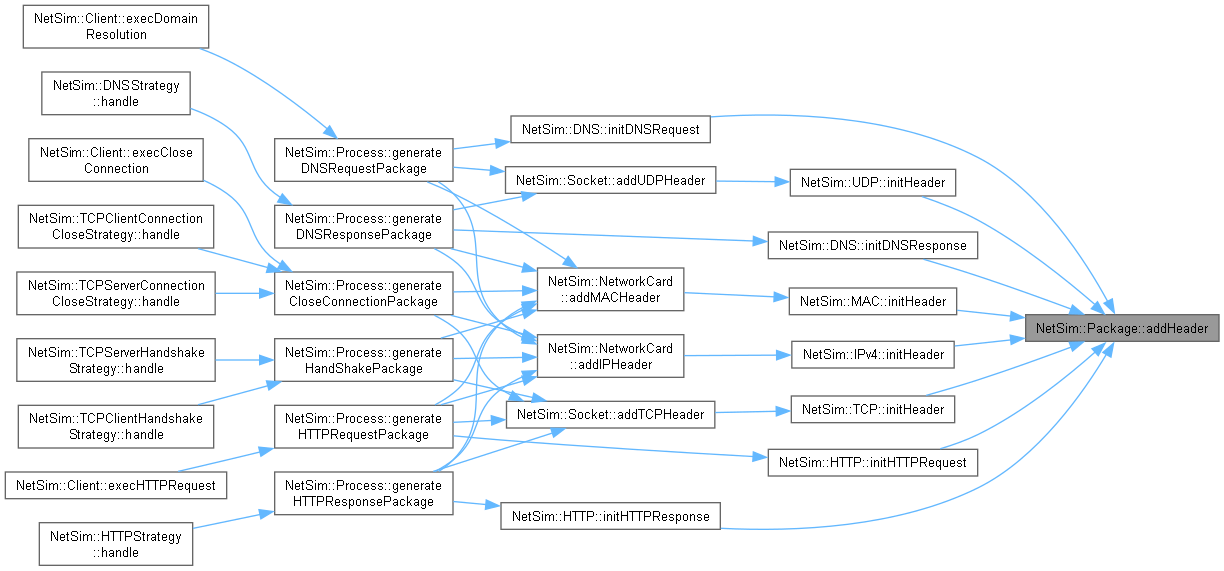 NetSim::Client::execDomain
Resolution
NetSim::DNSStrategy
::handle
NetSim::Client::execClose
Connection
NetSim::TCPClientConnection
CloseStrategy::handle
NetSim::TCPServerConnection
CloseStrategy::handle
NetSim::TCPServerHandshake
Strategy::handle
NetSim::TCPClientHandshake
Strategy::handle
NetSim::Client::execHTTPRequest
NetSim::HTTPStrategy
::handle
NetSim::Process::generate
DNSRequestPackage
NetSim::Process::generate
DNSResponsePackage
NetSim::Process::generate
CloseConnectionPackage
NetSim::Process::generate
HandShakePackage
NetSim::Process::generate
HTTPRequestPackage
NetSim::Process::generate
HTTPResponsePackage
NetSim::DNS::initDNSRequest
NetSim::Socket::addUDPHeader
NetSim::NetworkCard
::addMACHeader
NetSim::NetworkCard
::addIPHeader
NetSim::Socket::addTCPHeader
NetSim::HTTP::initHTTPResponse
NetSim::UDP::initHeader
NetSim::DNS::initDNSResponse
NetSim::MAC::initHeader
NetSim::IPv4::initHeader
NetSim::TCP::initHeader
NetSim::HTTP::initHTTPRequest
NetSim::Package::addHeader